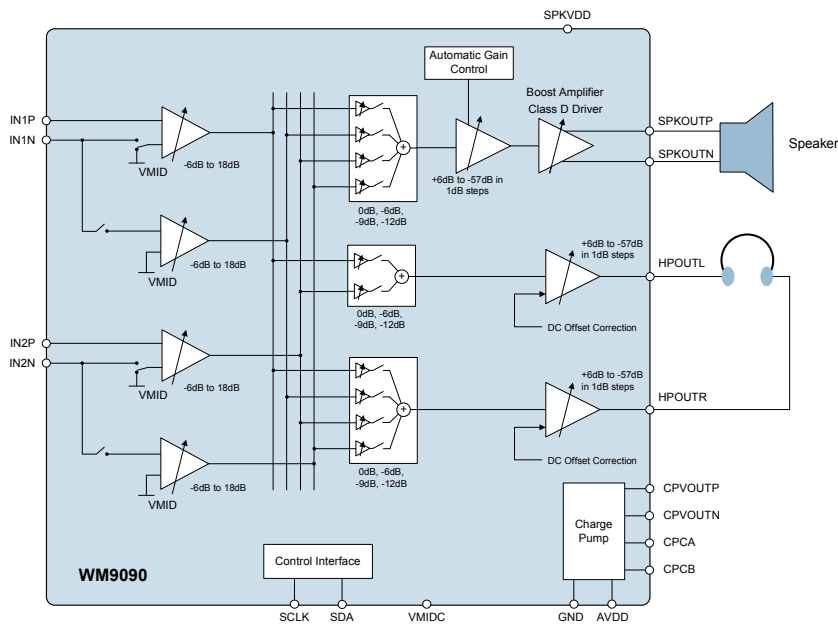 SPKVDD
Automatic Gain
Control
Boost Amplifier
Class D Driver
IN1P
IN1N
VMID
-6dB to 18dB
SPKOUTP
SPKOUTN
Speaker
+6dB to -57dB in
1dB steps
0dB, -6dB,
-9dB, -12dB
VMID
-6dB to 18dB
+6dB to -57dB
in 1dB steps
HPOUTL
0dB, -6dB,
-9dB, -12dB
DC Offset Correction
IN2P
IN2N
VMID
-6dB to 18dB
+6dB to -57dB
in 1dB steps
HPOUTR
DC Offset Correction
VMID
-6dB to 18dB
0dB, -6dB,
-9dB, -12dB
Charge
Pump
CPVOUTP
CPVOUTN
CPCA
CPCB
Control Interface
WM9090
SCLK
SDA
VMIDC
GND
AVDD